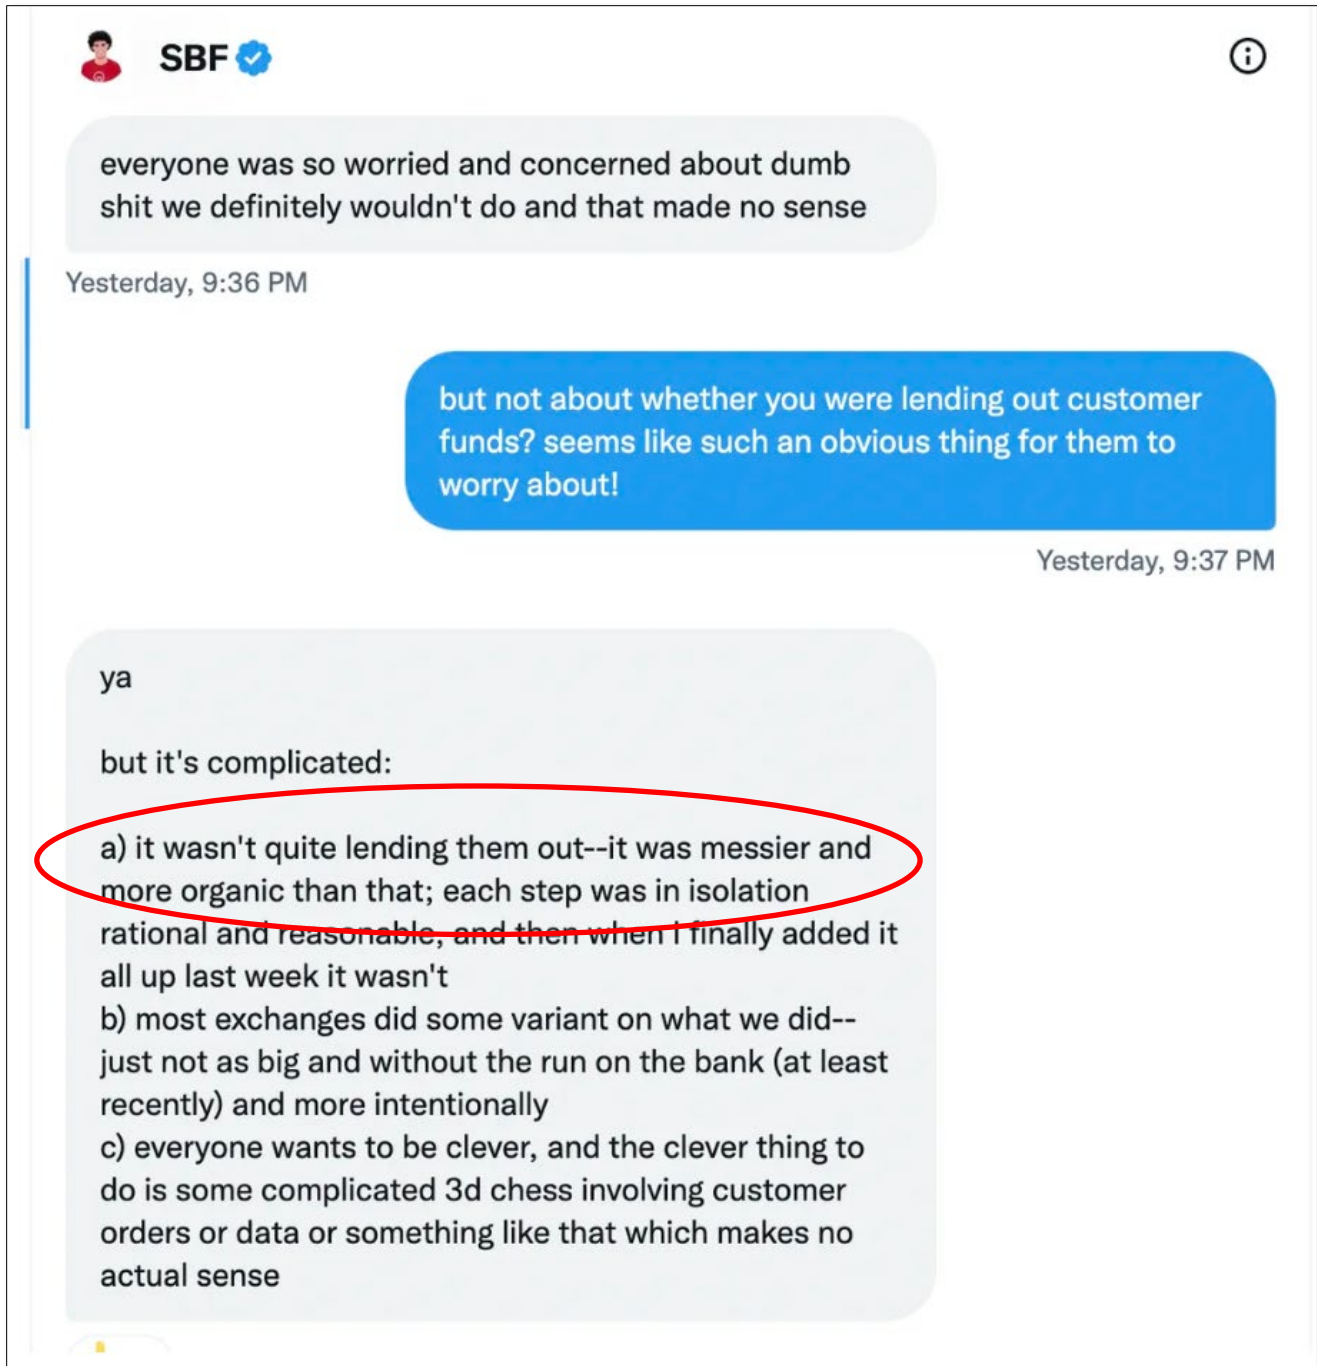 SBF
everyone was so worried and concerned about dumb
shit we definitely wouldn't do and that made no sense
Yesterday, 9:36 PM
but not about whether you were lending out customer
funds? seems like such an obvious thing for them to
worry about!
Yesterday, 9:37 PM
ya
but it's complicated:
a) it wasn't quite lending them out--it was messier and
more organic than that; each step was in isolation
rational and reasonable, and then when I finally added it
all up last week it wasn't
b) most exchanges did some variant on what we did--
just not as big and without the run on the bank (at least
recently) and more intentionally
c) everyone wants to be clever, and the clever thing to
do is some complicated 3d chess involving customer
orders or data or something like that which makes no
actual sense